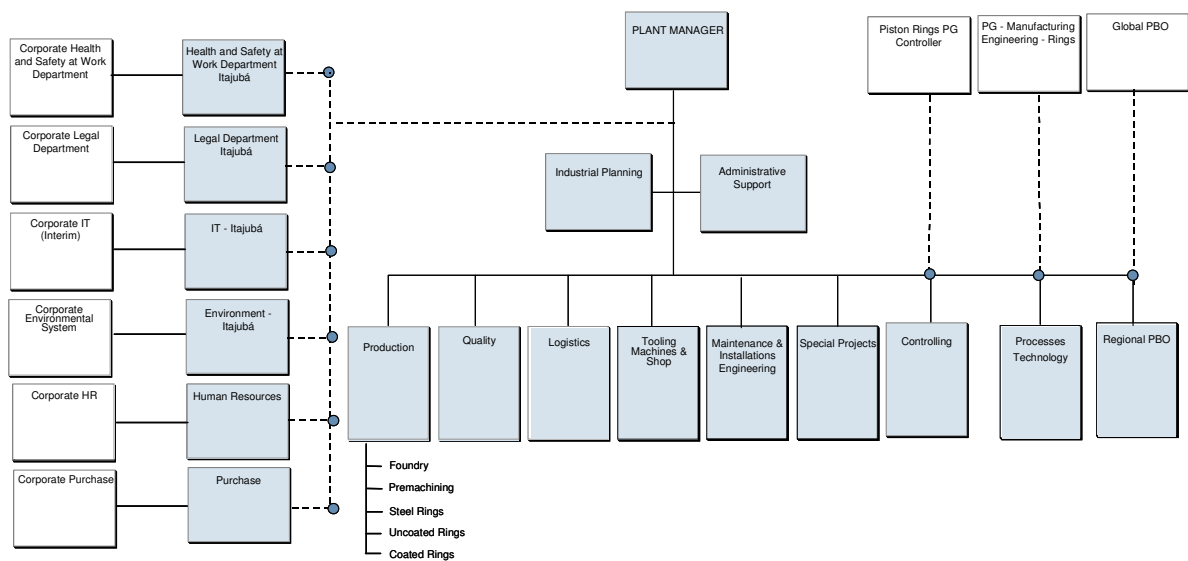 Corporate Health
and Safety at Work
Department
Health and Safety at
Work Department
Itajubá
PLANT MANAGER
Piston Rings PG
Controller
PG - Manufacturing
Engineering - Rings
Global PBO
Corporate Legal
Department
Legal Department
Itajubá
Industrial Planning
Administrative
Support
Corporate IT
(Interim)
IT - Itajubá
Corporate
Environmental
System
Environment -
Itajubá
Production
Quality
Logistics
Tooling
Machines &
Shop
Maintenance &
Installations
Engineering
Special Projects
Controlling
Processes
Technology
Regional PBO
Corporate HR
Human Resources
Corporate Purchase
Purchase
Foundry
Premachining
Steel Rings
Uncoated Rings
Coated Rings